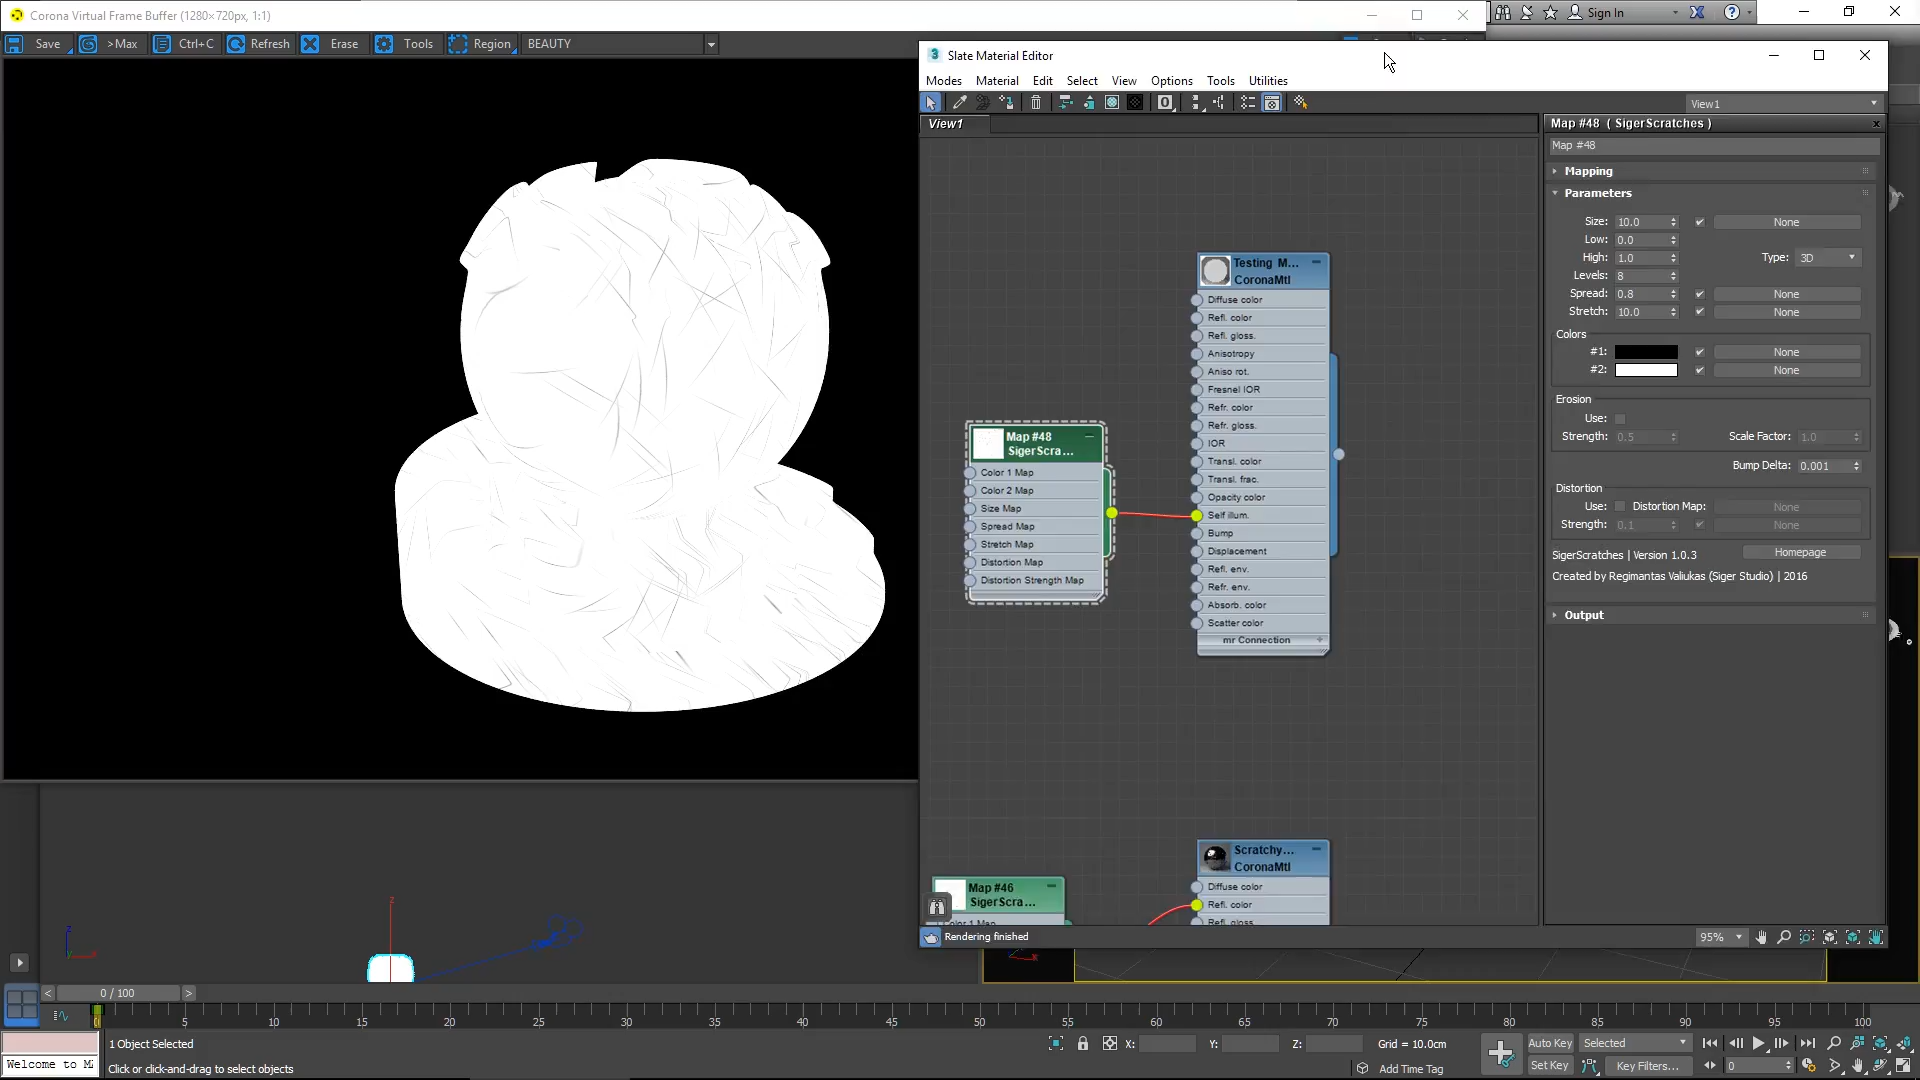 Corona Virtual Frame Buffer (1280×720px, 1:1)
Sign In
Save
>Max
Ctrl+C
Refresh
Erase
Tools
Region
BEAUTY
Slate Material Editor
Modes
Material
Edit
Select
View
Options
Tools
Utilities
View1
View1
Map #48 ( SigerScratches )
Map #48
Mapping
Parameters
Size: 10.0 None
Low: 0.0
High: 1.0 Type: 3D
Levels: 8
Spread: 0.8 None
Stretch: 10.0 None
Colors
#1: None
#2: None
Erosion
Use:
Strength: 0.5 Scale Factor: 1.0
Bump Delta: 0.001
Distortion
Use: Distortion Map: None
Strength: 0.1 None
SigerScratches | Version 1.0.3 Homepage
Created by Regimantas Valiukas (Siger Studio) | 2016
Output
Testing M...
CoronaMtl
Diffuse color
Refl. color
Refl. gloss.
Anisotropy
Aniso rot.
Fresnel IOR
Refr. color
Refr. gloss.
IOR
Transl. color
Transl. frac.
Opacity color
Self illum.
Bump
Displacement
Refl. env.
Refr. env.
Absorb. color
Scatter color
mr Connection
Map #48
SigerScra...
Color 1 Map
Color 2 Map
Size Map
Spread Map
Stretch Map
Distortion Map
Distortion Strength Map
Scratchy...
CoronaMtl
Diffuse color
Refl. color
Refl. gloss.
Map #46
SigerScra...
Rendering finished
95%
z
0 / 100
5 10 15 20 25 30 35 40 45 50 55 60 65 70 75 80 85 90 95 100
1 Object Selected
X: Y: Z: Grid = 10.0cm
Auto Key
Selected
Welcome to M
Click or click-and-drag to select objects
Add Time Tag
Set Key
Key Filters...
0